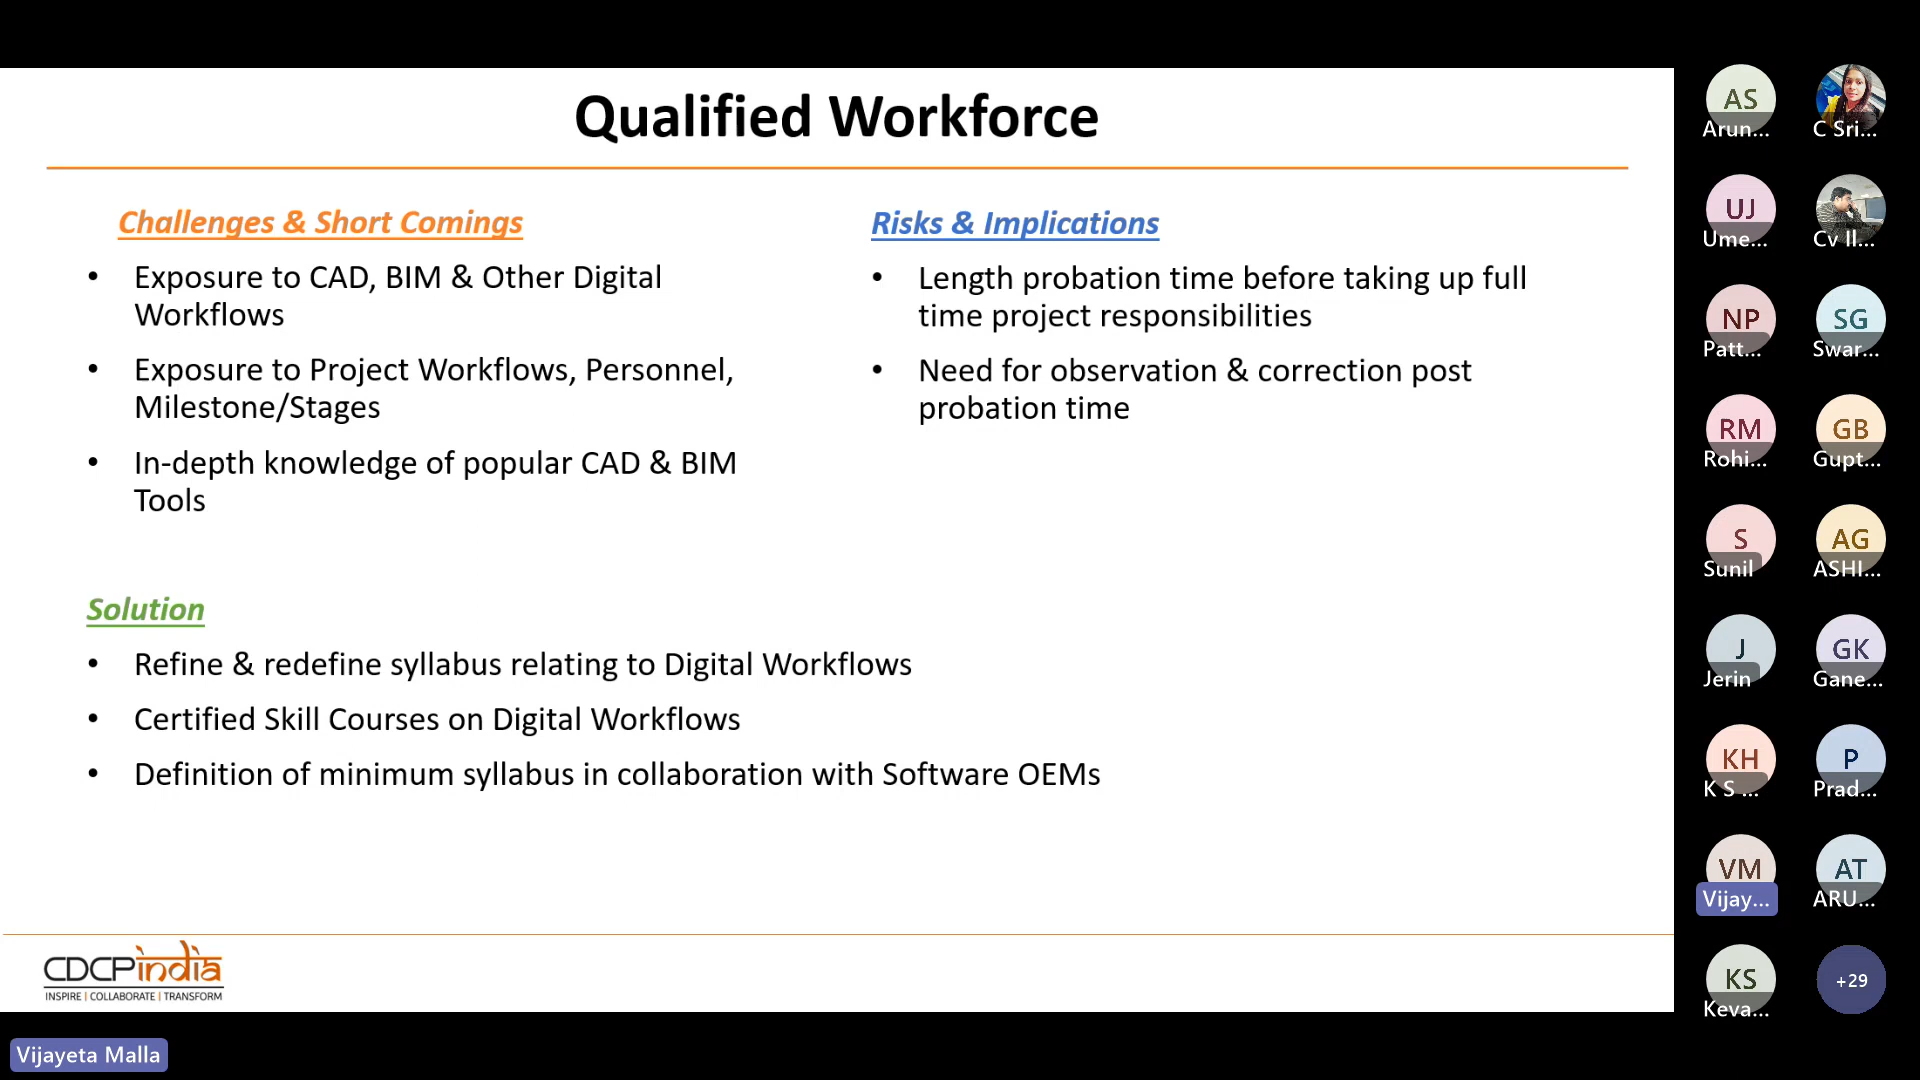 Qualified Workforce
Challenges & Short Comings
• Exposure to CAD, BIM & Other Digital
Workflows
• Exposure to Project Workflows, Personnel,
Milestone/Stages
• In-depth knowledge of popular CAD & BIM
Tools
Risks & Implications
• Length probation time before taking up full
time project responsibilities
• Need for observation & correction post
probation time
Solution
• Refine & redefine syllabus relating to Digital Workflows
• Certified Skill Courses on Digital Workflows
• Definition of minimum syllabus in collaboration with Software OEMs
CDCPindia
INSPIRE | COLLABORATE | TRANSFORM
Vijayeta Malla
AS
Arun...
C Sri...
UJ
Ume...
Cv Il...
NP
Patt...
SG
Swar...
RM
Rohi...
GB
Gupt...
S
Sunil
AG
ASHI...
J
Jerin
GK
Gane...
KH
K S ...
P
Prad...
VM
Vijay...
AT
ARU...
KS
Keva...
+29